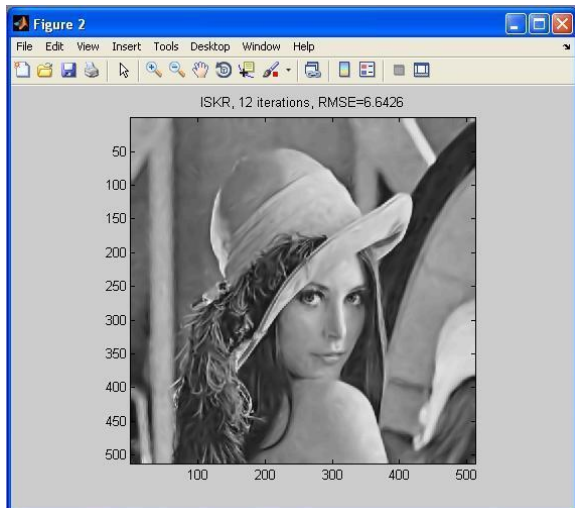 Figure 2
File Edit View Insert Tools Desktop Window Help
ISKR, 12 iterations, RMSE=6.6426
50
100
150
200
250
300
350
400
450
500
100 200 300 400 500